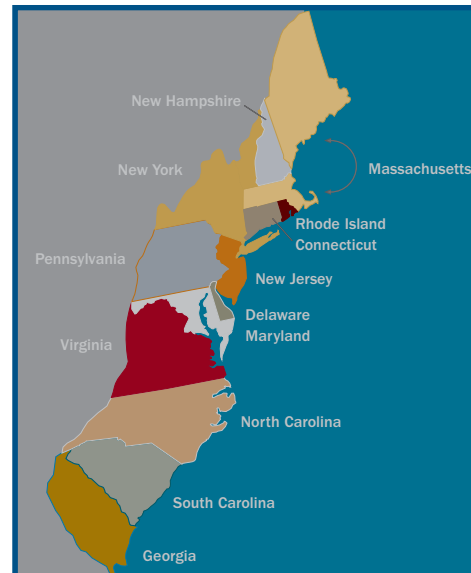 New Hampshire
New York
Massachusetts
Rhode Island
Connecticut
Pennsylvania
New Jersey
Delaware
Maryland
Virginia
North Carolina
South Carolina
Georgia